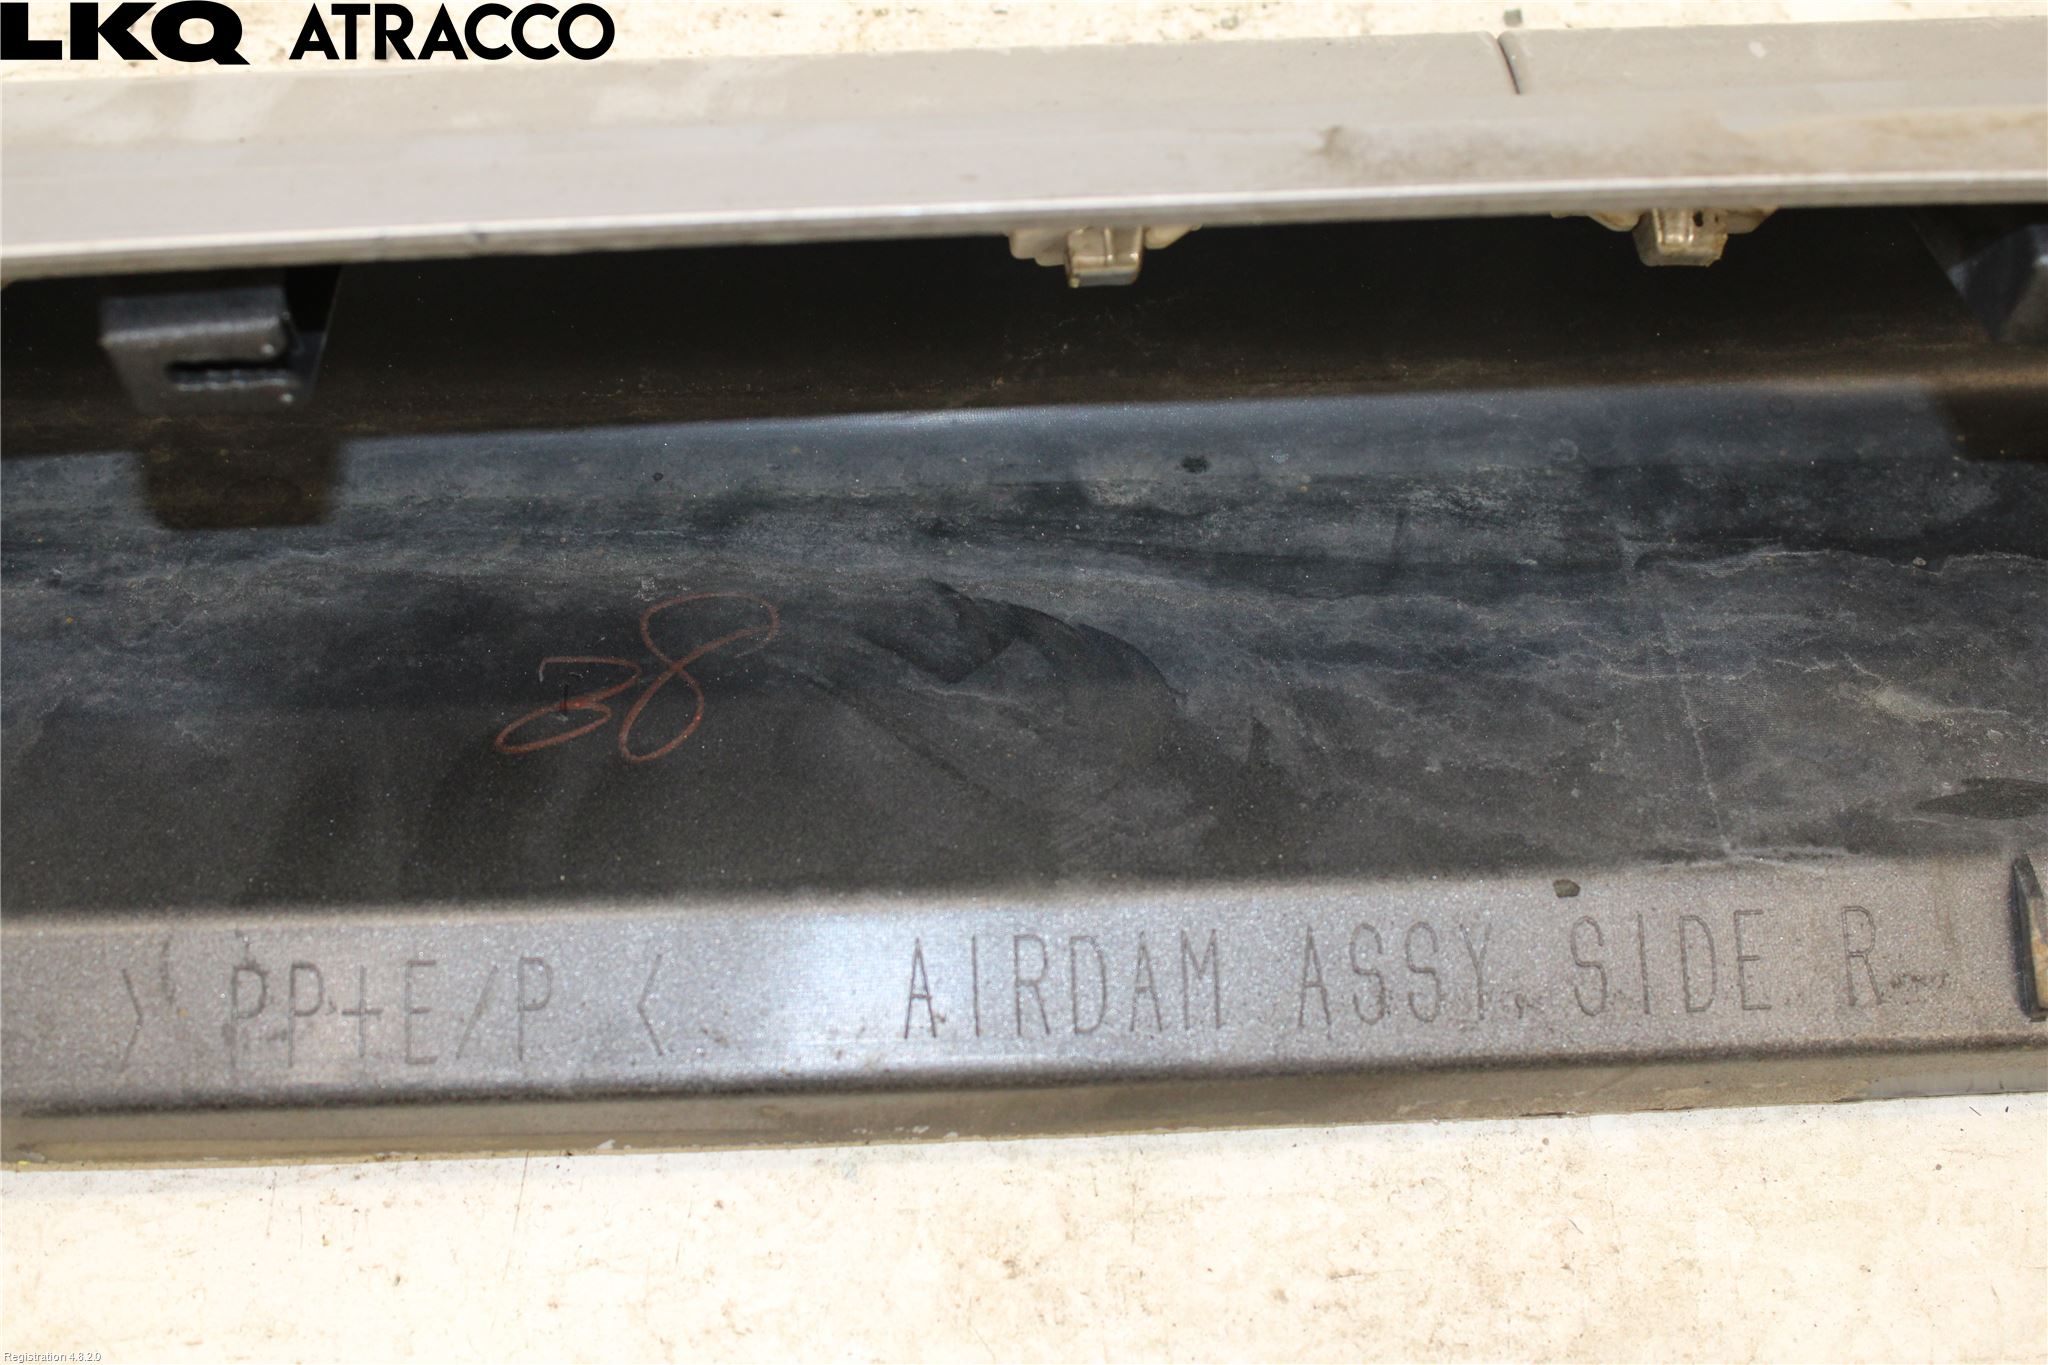 LKQ ATRACCO
38
> PP+E/P < AIRDAM ASSY. SIDE R
Registration 4.8.2.0